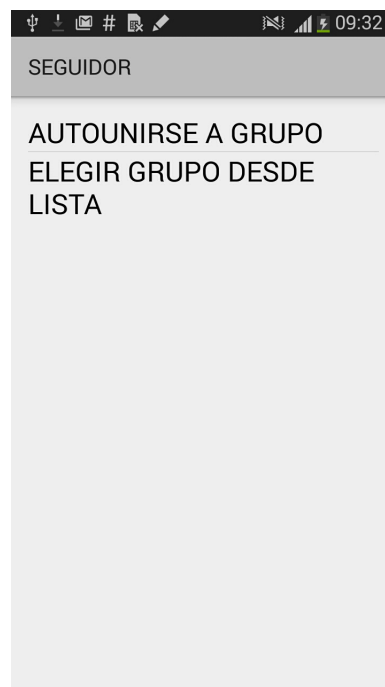 # 09:32
SEGUIDOR
AUTOUNIRSE A GRUPO
ELEGIR GRUPO DESDE
LISTA